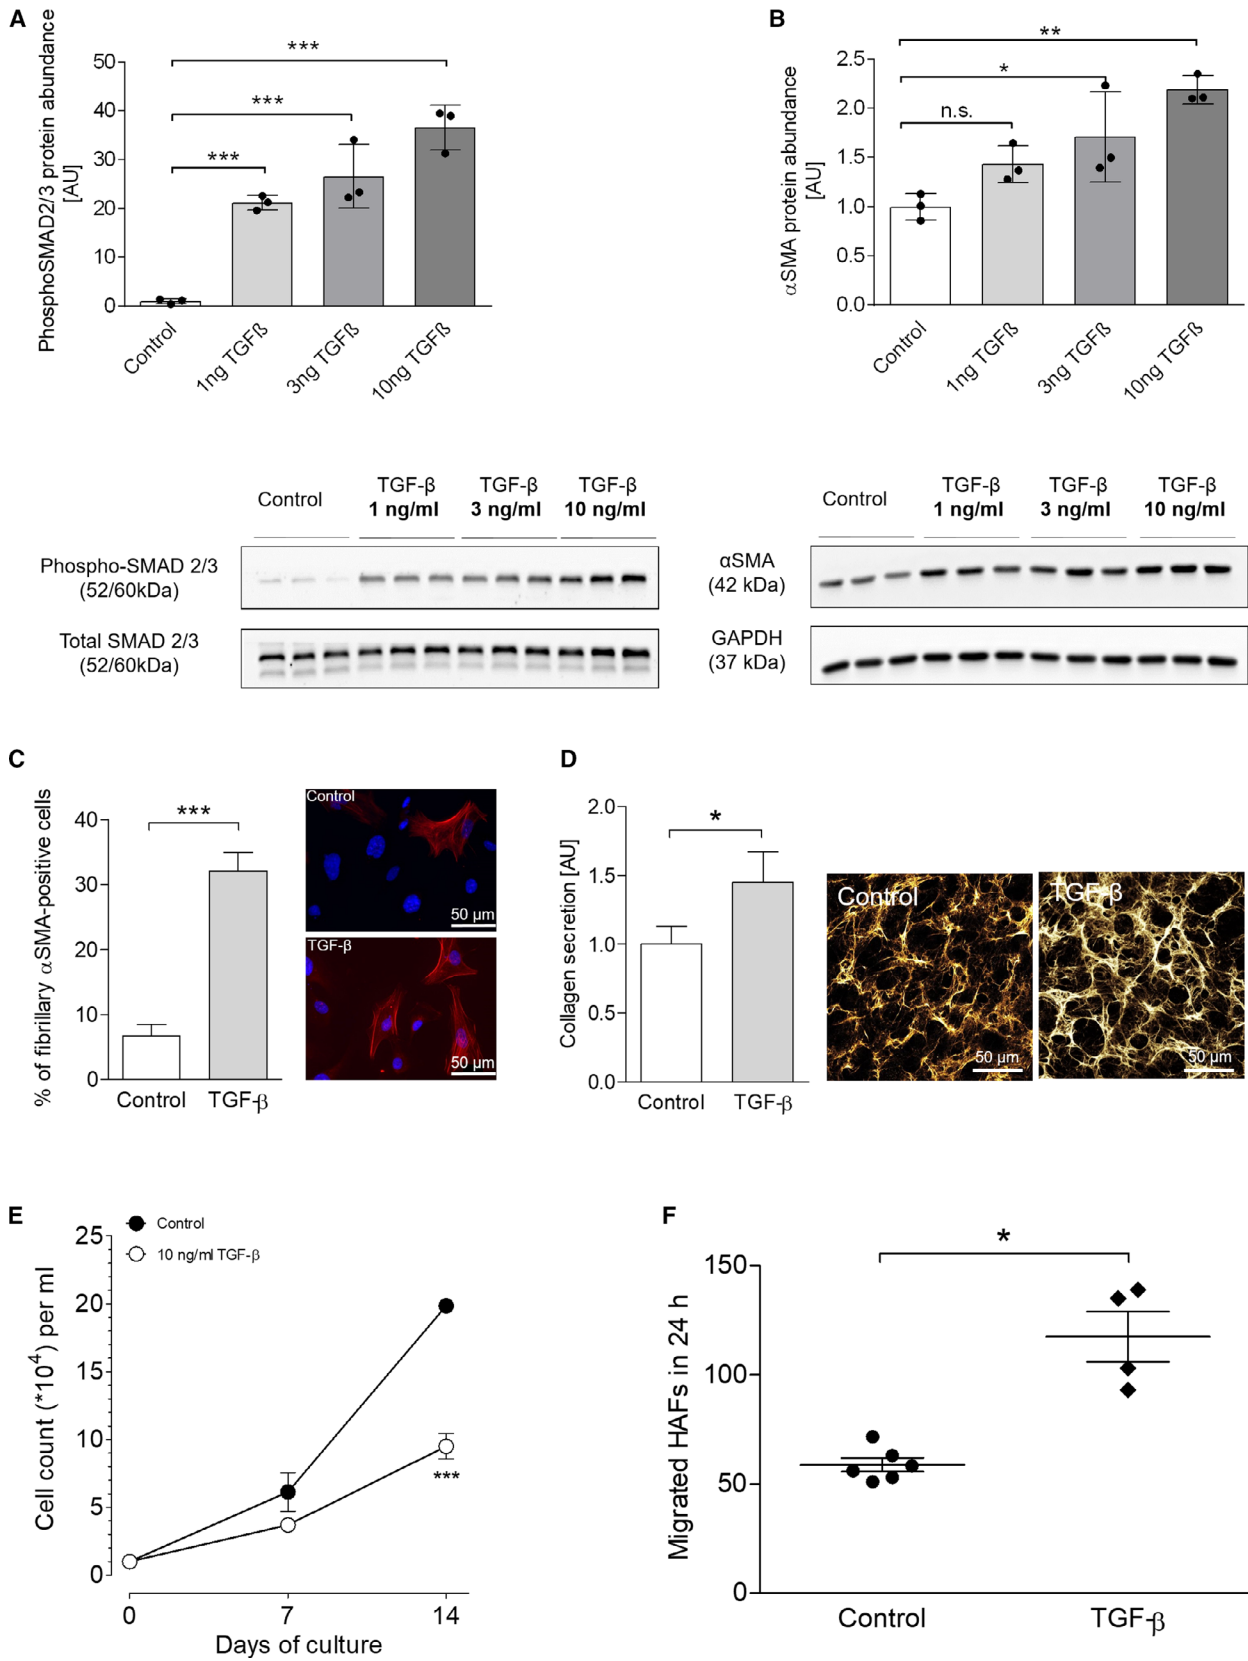 A
PhosphoSMAD2/3 protein abundance
[AU]
50
40
30
20
10
0
***
***
***
Control
1ng TGFß
3ng TGFß
10ng TGFß
B
αSMA protein abundance
[AU]
2.5
2.0
1.5
1.0
0.5
0.0
**
*
n.s.
Control
1ng TGFß
3ng TGFß
10ng TGFß
Control
TGF-β
1 ng/ml
TGF-β
3 ng/ml
TGF-β
10 ng/ml
Phospho-SMAD 2/3
(52/60kDa)
Total SMAD 2/3
(52/60kDa)
Control
TGF-β
1 ng/ml
TGF-β
3 ng/ml
TGF-β
10 ng/ml
αSMA
(42 kDa)
GAPDH
(37 kDa)
C
% of fibrillary αSMA-positive cells
40
30
20
10
0
***
Control
TGF-β
Control
50 µm
TGF-β
50 µm
D
Collagen secretion [AU]
2.0
1.5
1.0
0.5
0.0
*
Control
TGF-β
Control
50 µm
TGF-β
50 µm
E
Control
10 ng/ml TGF-β
Cell count (*10⁴) per ml
25
20
15
10
5
0
***
0
7
14
Days of culture
F
Migrated HAFs in 24 h
150
100
50
0
*
Control
TGF-β